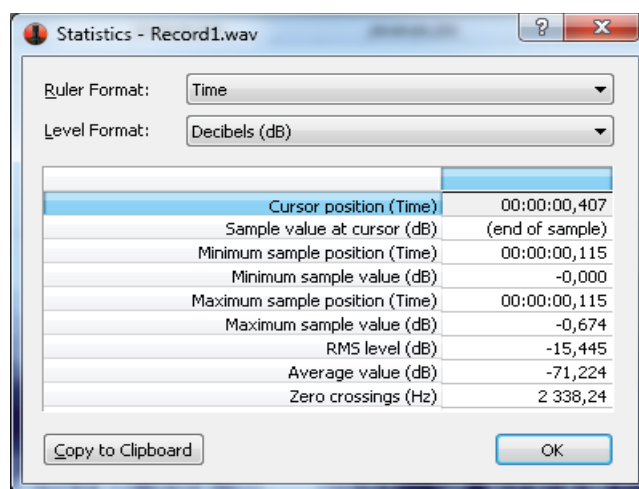 Statistics - Record1.wav
Ruler Format: Time
Level Format: Decibels (dB)
Cursor position (Time) 00:00:00,407
Sample value at cursor (dB) (end of sample)
Minimum sample position (Time) 00:00:00,115
Minimum sample value (dB) -0,000
Maximum sample position (Time) 00:00:00,115
Maximum sample value (dB) -0,674
RMS level (dB) -15,445
Average value (dB) -71,224
Zero crossings (Hz) 2 338,24
Copy to Clipboard OK